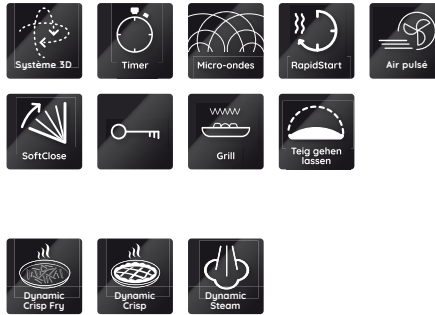 Système 3D
Timer
Micro-ondes
RapidStart
Air pulsé
SoftClose
Grill
Teig gehen
lassen
Dynamic
Crisp Fry
Dynamic
Crisp
Dynamic
Steam